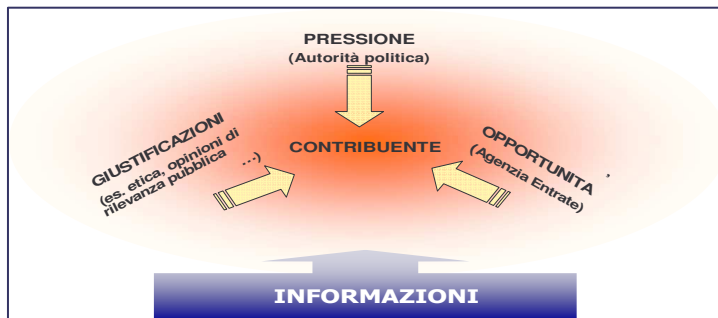 PRESSIONE
(Autorità politica)
GIUSTIFICAZIONI
(es. etica, opinioni di
rilevanza pubblica ...)
CONTRIBUENTE
OPPORTUNITA'
(Agenzia Entrate)
INFORMAZIONI